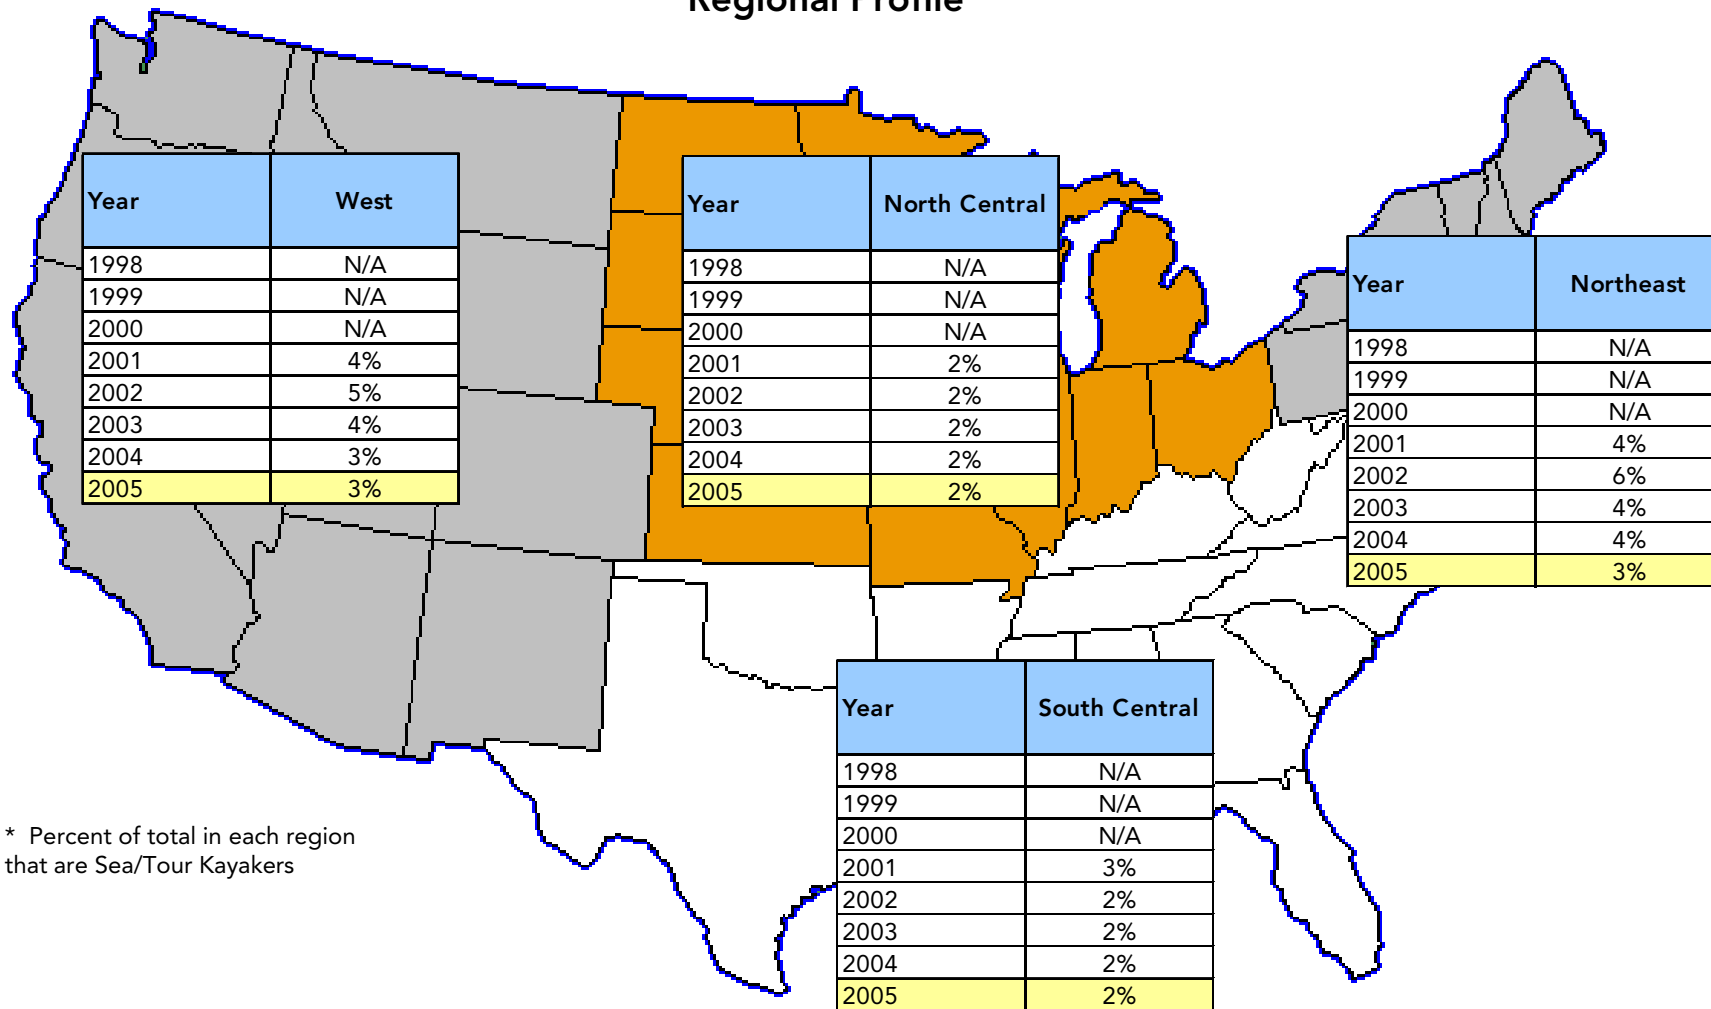 Regional Profile
Year West
1998 N/A
1999 N/A
2000 N/A
2001 4%
2002 5%
2003 4%
2004 3%
2005 3%
Year North Central
1998 N/A
1999 N/A
2000 N/A
2001 2%
2002 2%
2003 2%
2004 2%
2005 2%
Year Northeast
1998 N/A
1999 N/A
2000 N/A
2001 4%
2002 6%
2003 4%
2004 4%
2005 3%
Year South Central
1998 N/A
1999 N/A
2000 N/A
2001 3%
2002 2%
2003 2%
2004 2%
2005 2%
* Percent of total in each region
that are Sea/Tour Kayakers